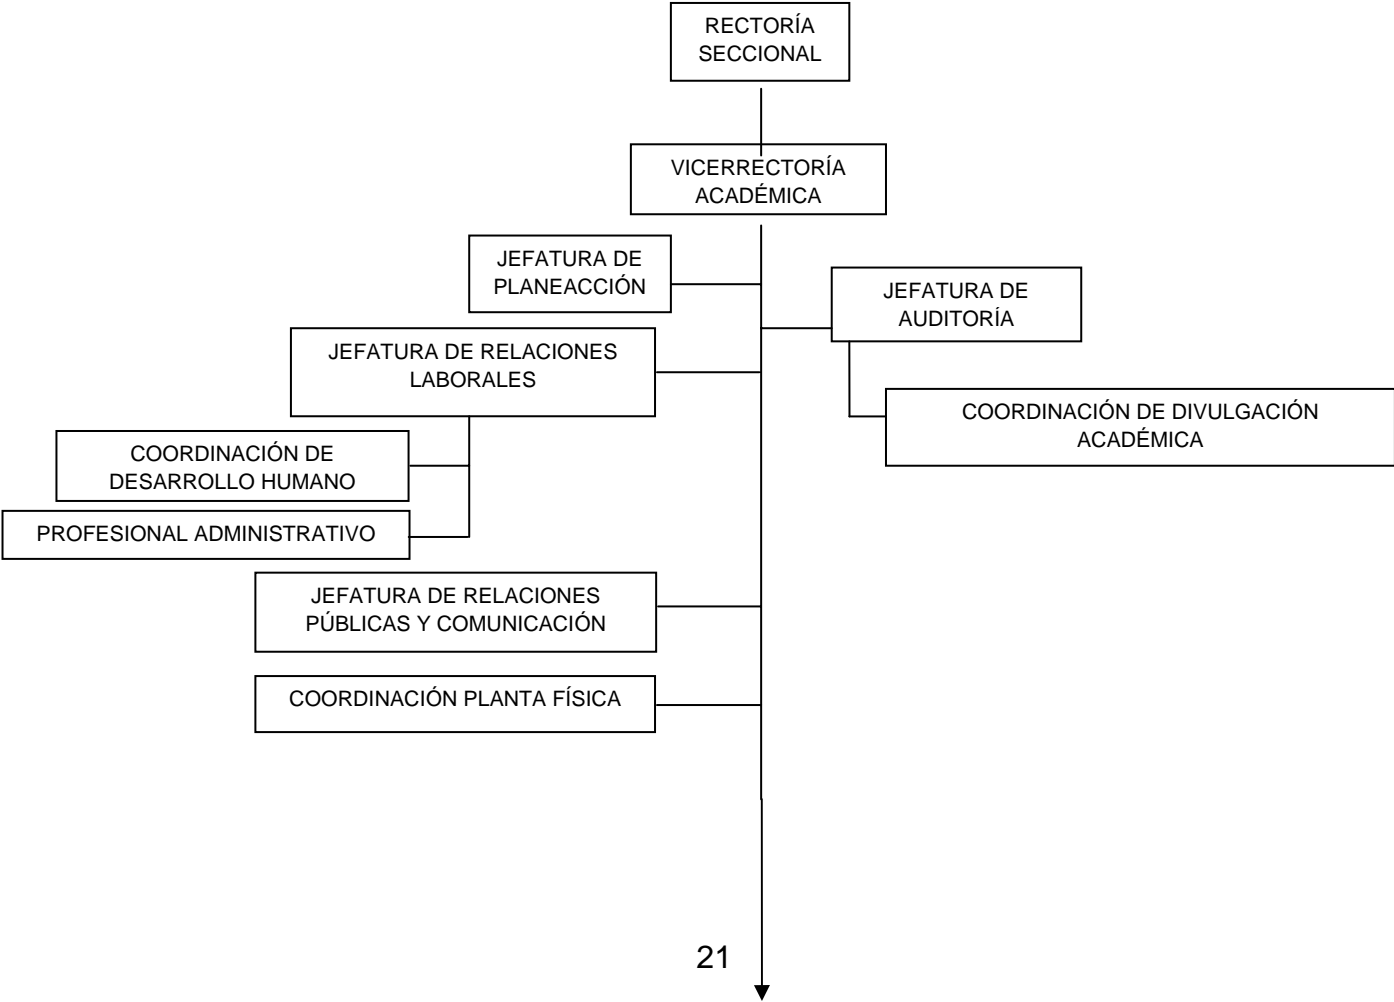 RECTORÍA
SECCIONAL
VICERRECTORÍA
ACADÉMICA
JEFATURA DE
PLANEACCIÓN
JEFATURA DE
AUDITORÍA
JEFATURA DE RELACIONES
LABORALES
COORDINACIÓN DE DIVULGACIÓN
ACADÉMICA
COORDINACIÓN DE
DESARROLLO HUMANO
PROFESIONAL ADMINISTRATIVO
JEFATURA DE RELACIONES
PÚBLICAS Y COMUNICACIÓN
COORDINACIÓN PLANTA FÍSICA
21